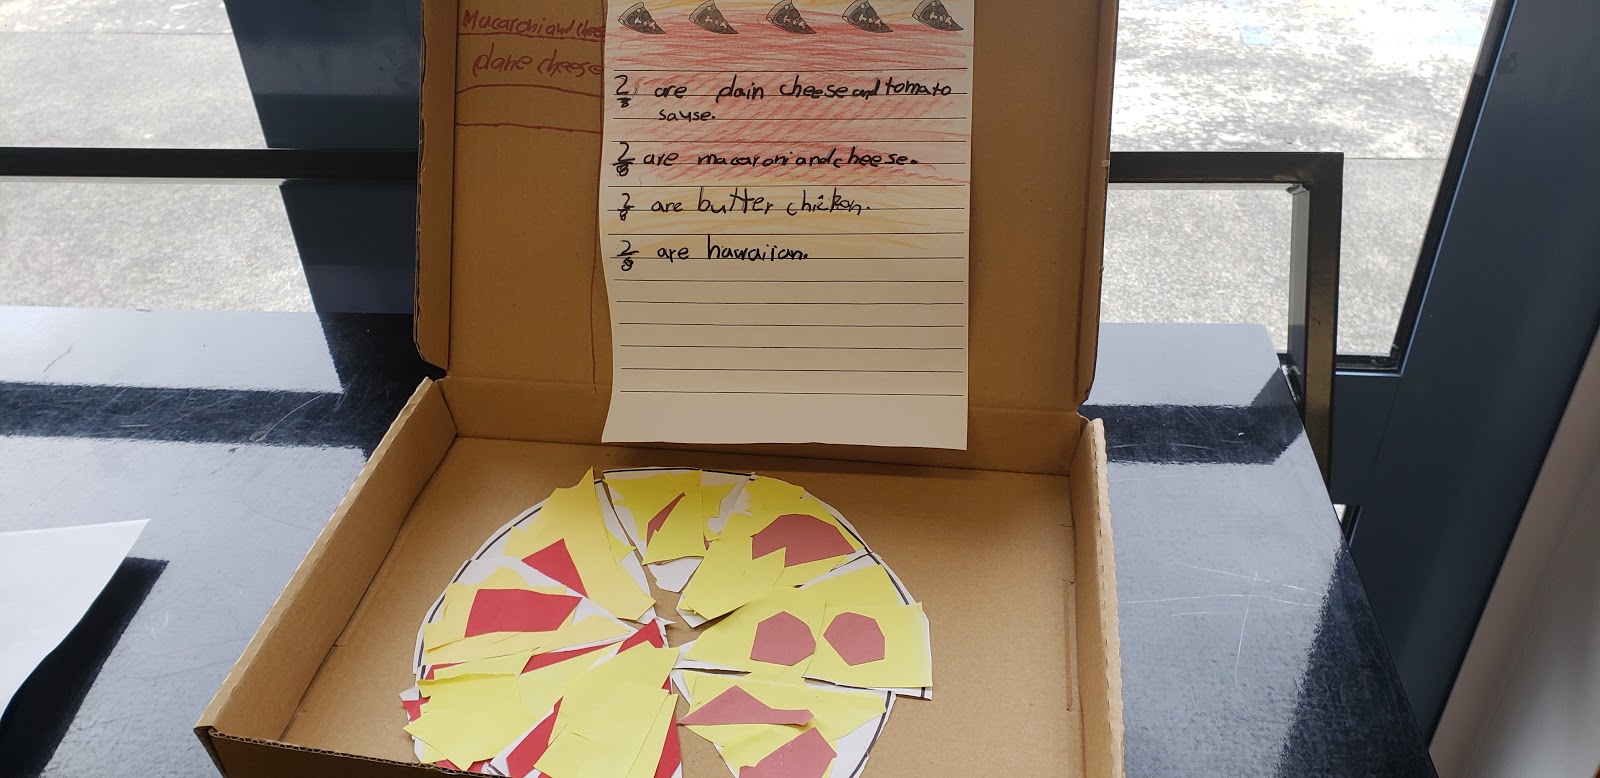 Macaroni and chee
plane cheese
2/8 are plain cheese and tomato
sause.
2/8 are macaroni and cheese.
2/8 are butter chicken.
2/8 are hawaiian.